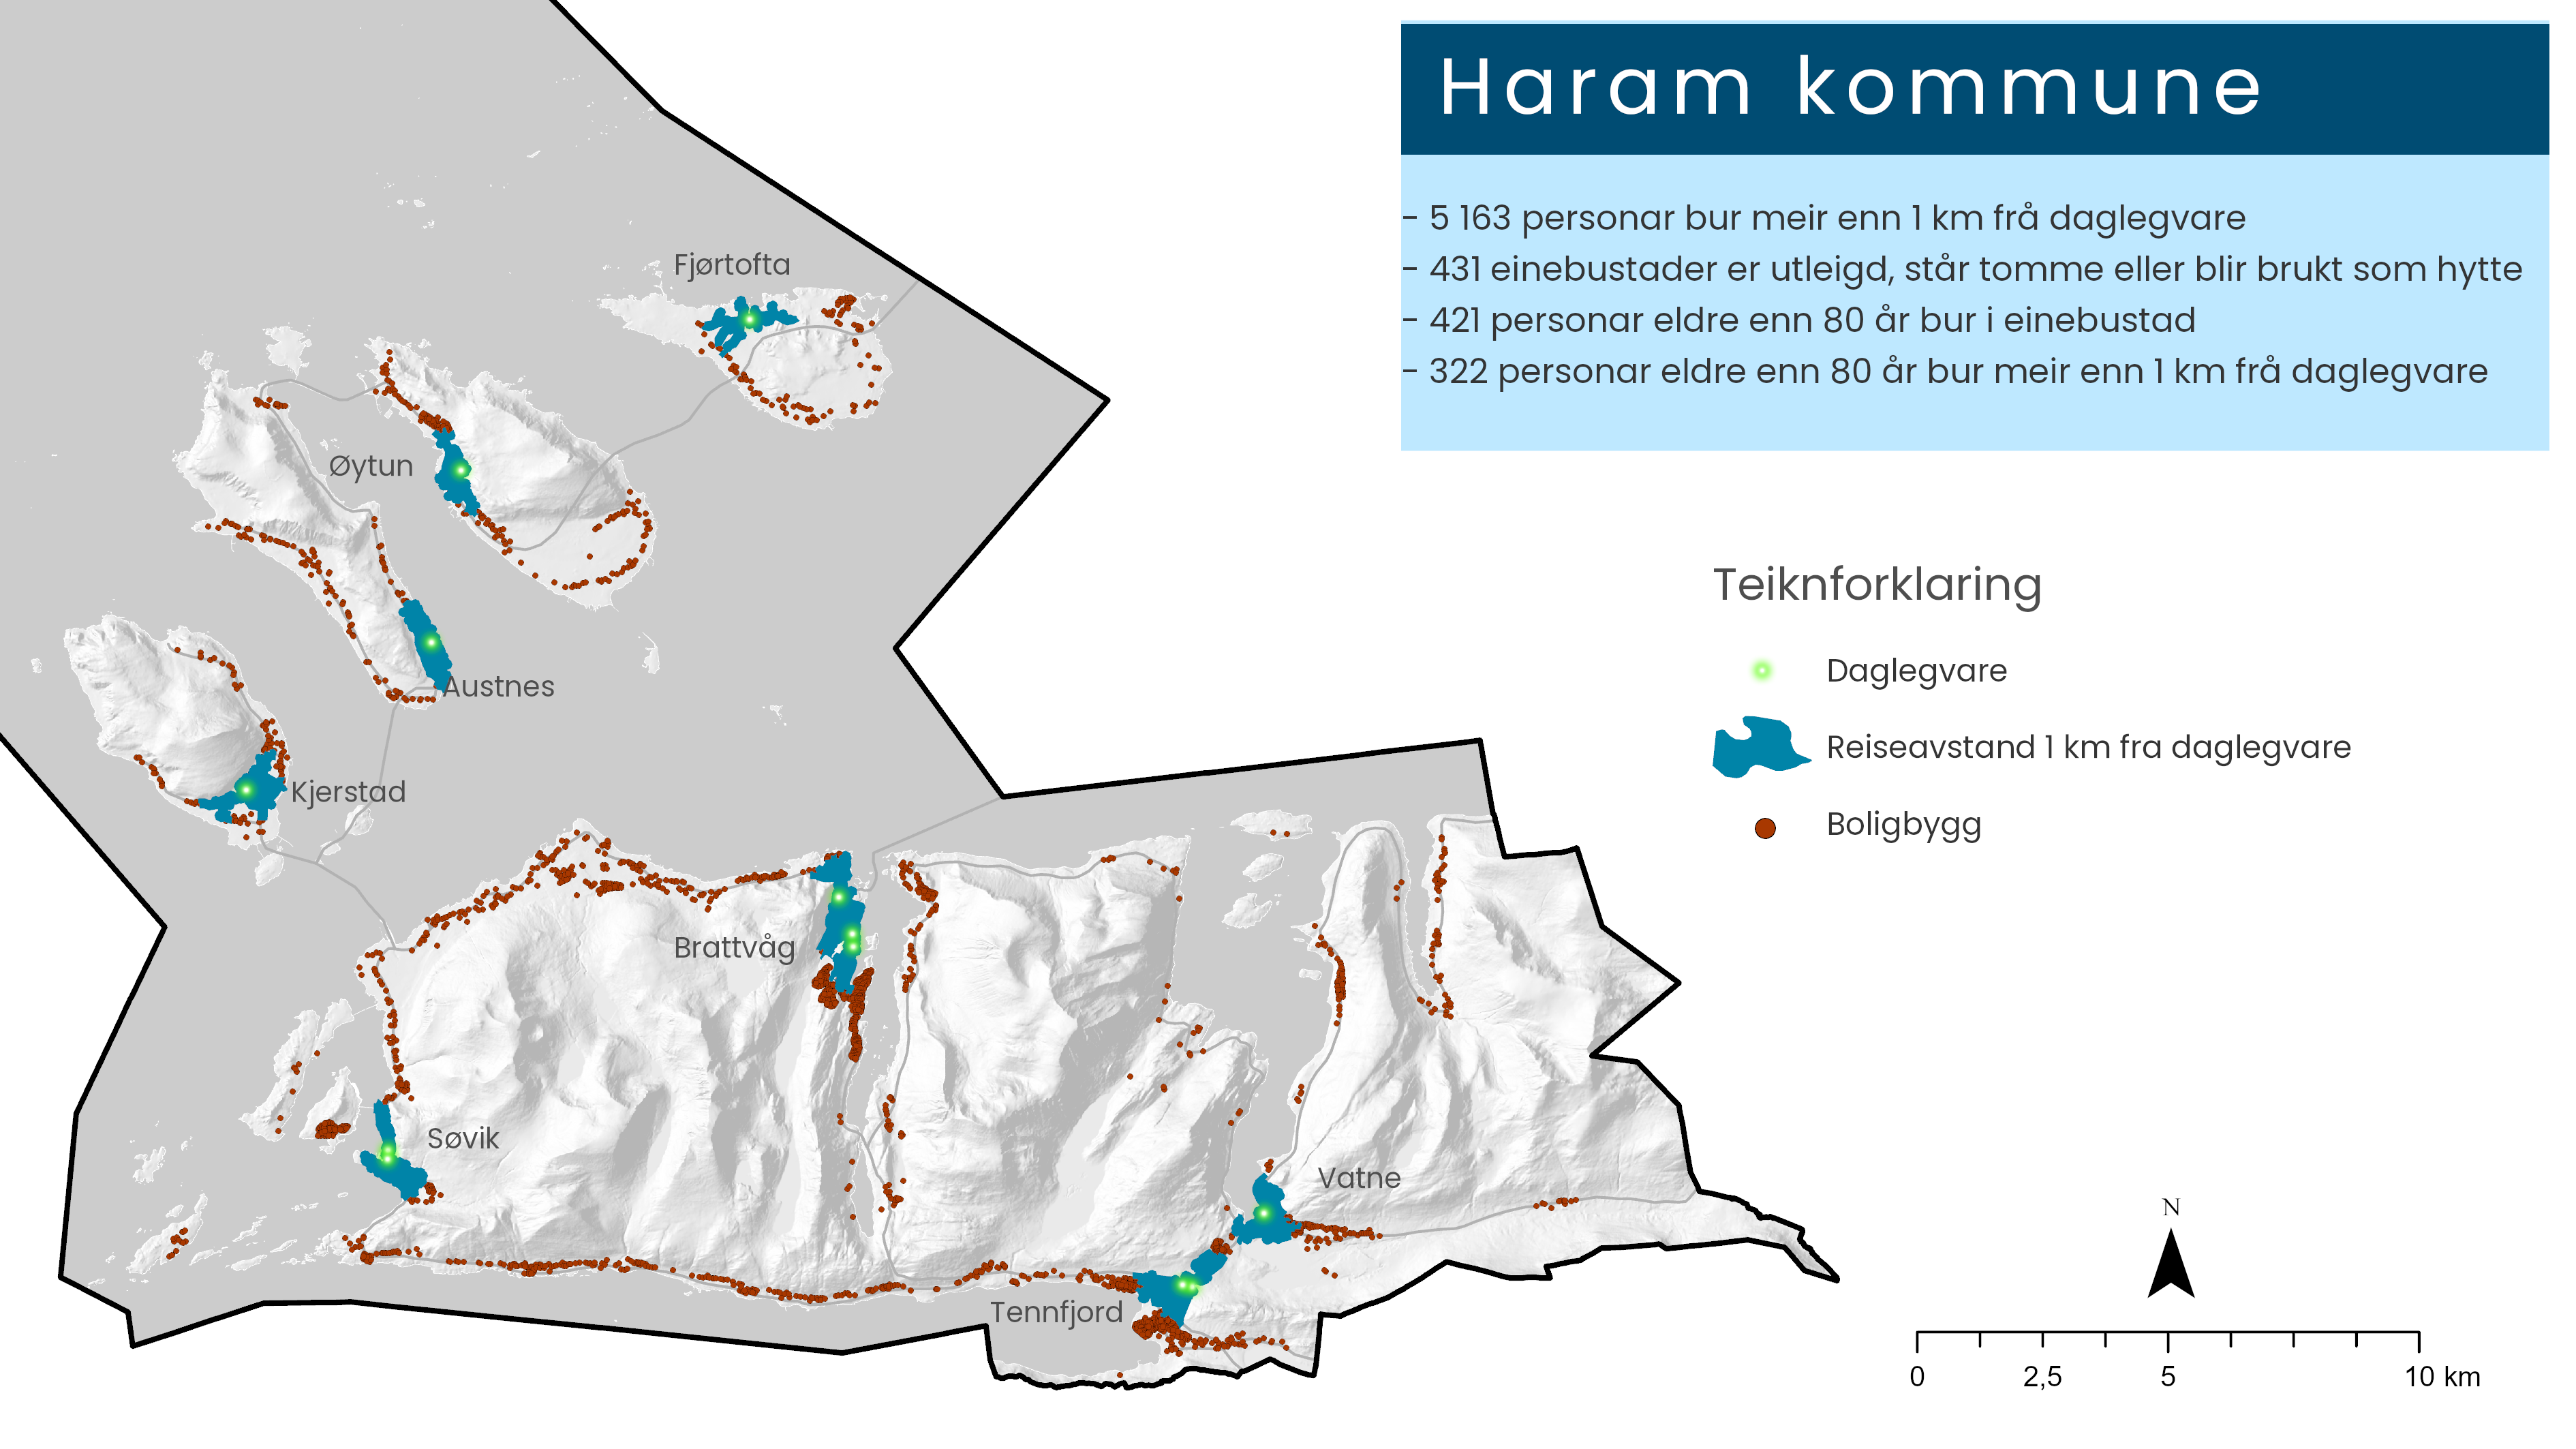 Haram kommune
- 5 163 personar bur meir enn 1 km frå daglegvare
- 431 einebustader er utleigd, står tomme eller blir brukt som hytte
- 421 personar eldre enn 80 år bur i einebustad
- 322 personar eldre enn 80 år bur meir enn 1 km frå daglegvare
Fjørtofta
Øytun
Austnes
Kjerstad
Brattvåg
Søvik
Vatne
Tennfjord
Teiknforklaring
Daglegvare
Reiseavstand 1 km fra daglegvare
Boligbygg
N
0 2,5 5 10 km